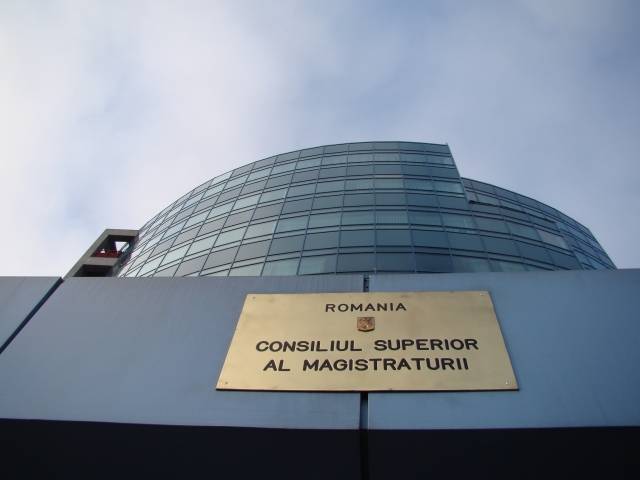 ROMANIA
CONSILIUL SUPERIOR
AL MAGISTRATURII